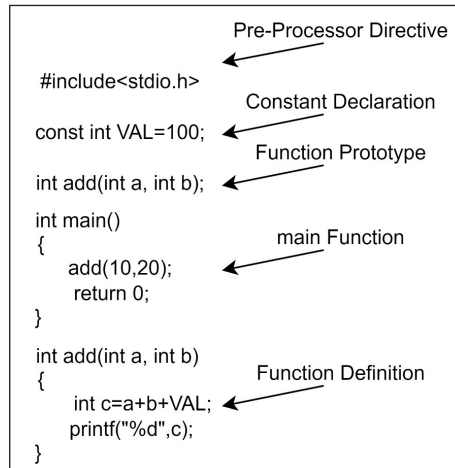 Pre-Processor Directive
#include<stdio.h>
Constant Declaration
const int VAL=100;
Function Prototype
int add(int a, int b);
int main()
{
main Function
add(10,20);
return 0;
}
int add(int a, int b)
{
Function Definition
int c=a+b+VAL;
printf("%d",c);
}